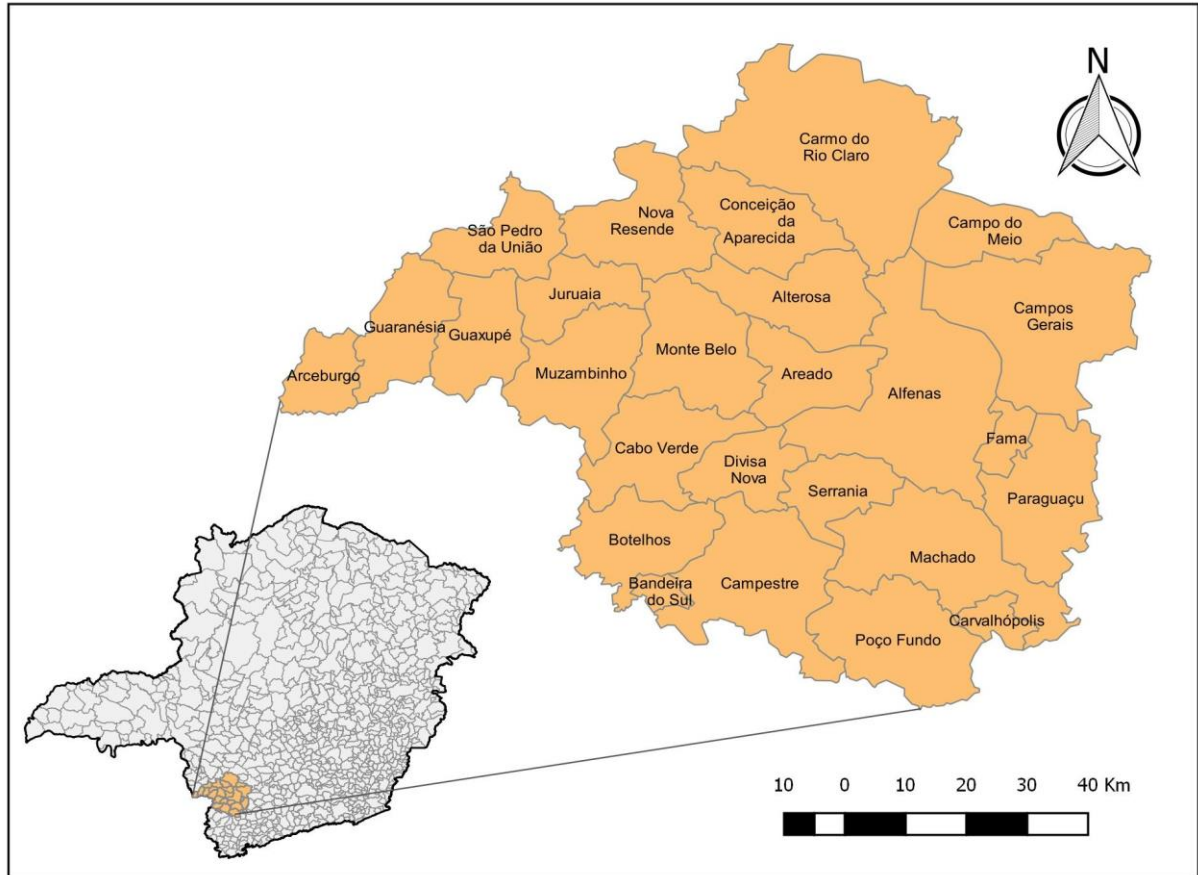 N
Carmo do
Rio Claro
Conceição
da
Aparecida
Nova
Resende
São Pedro
da União
Campo do
Meio
Juruaia
Alterosa
Campos
Gerais
Guaranésia
Guaxupé
Monte Belo
Arceburgo
Muzambinho
Areado
Alfenas
Fama
Cabo Verde
Divisa
Nova
Serrania
Paraguaçu
Botelhos
Machado
Bandeira
do Sul
Campestre
Carvalhópolis
Poço Fundo
10 0 10 20 30 40 Km